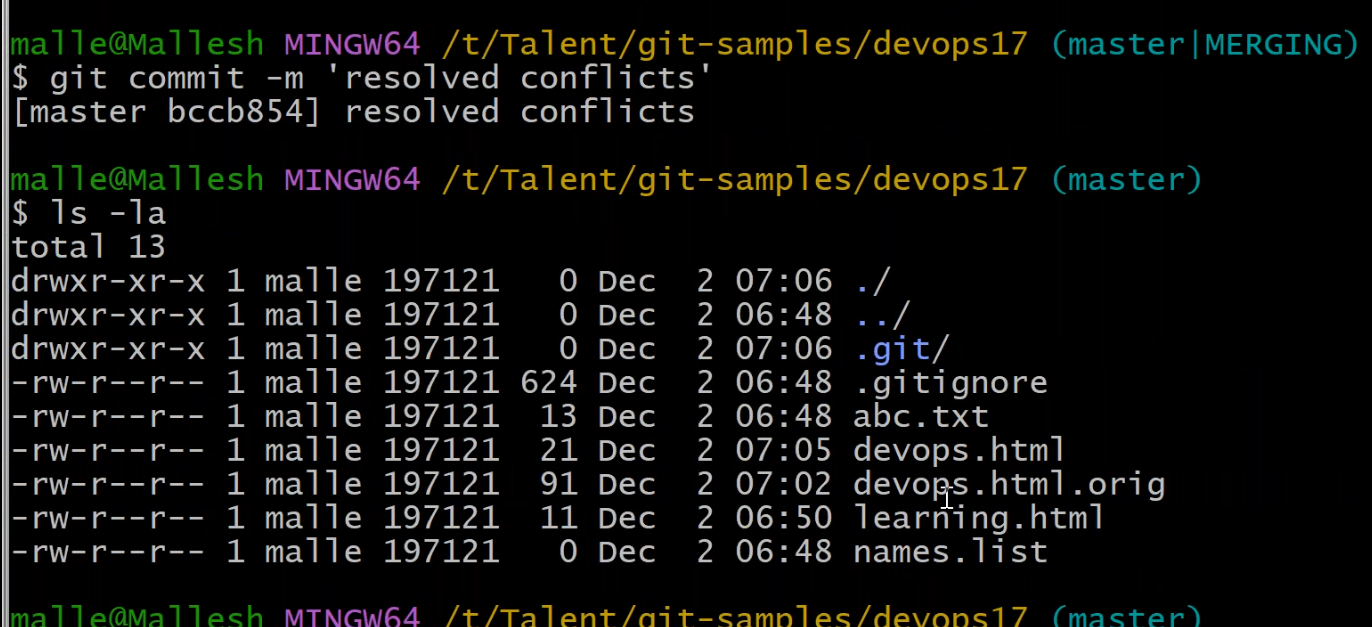 malle@Mallesh MINGW64 /t/Talent/git-samples/devops17 (master|MERGING)
$ git commit -m 'resolved conflicts'
[master bccb854] resolved conflicts
malle@Mallesh MINGW64 /t/Talent/git-samples/devops17 (master)
$ ls -la
total 13
drwxr-xr-x 1 malle 197121   0 Dec  2 07:06 ./
drwxr-xr-x 1 malle 197121   0 Dec  2 06:48 ../
drwxr-xr-x 1 malle 197121   0 Dec  2 07:06 .git/
-rw-r--r-- 1 malle 197121 624 Dec  2 06:48 .gitignore
-rw-r--r-- 1 malle 197121  13 Dec  2 06:48 abc.txt
-rw-r--r-- 1 malle 197121  21 Dec  2 07:05 devops.html
-rw-r--r-- 1 malle 197121  91 Dec  2 07:02 devops.html.orig
-rw-r--r-- 1 malle 197121  11 Dec  2 06:50 learning.html
-rw-r--r-- 1 malle 197121   0 Dec  2 06:48 names.list
malle@Mallesh MINGW64 /t/Talent/git-samples/devops17 (master)